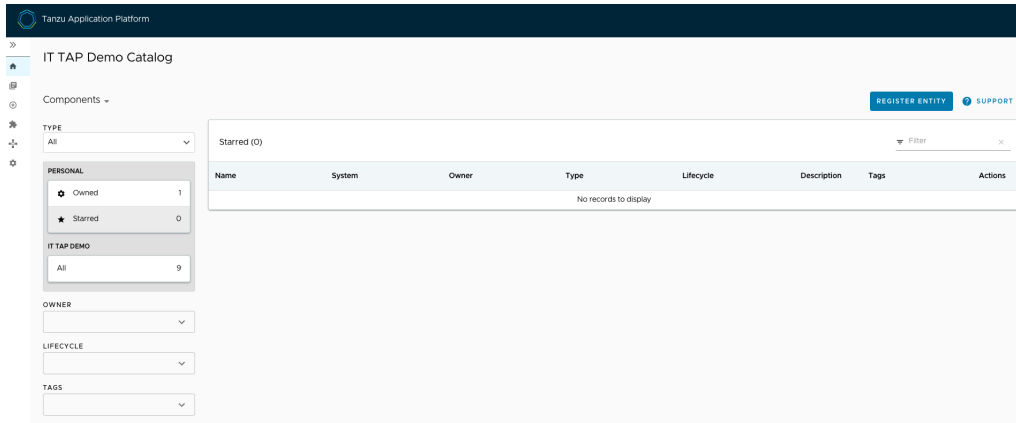 Tanzu Application Platform
IT TAP Demo Catalog
Components
REGISTER ENTITY
SUPPORT
TYPE
All
PERSONAL
Owned 1
Starred 0
IT TAP DEMO
All 9
OWNER
LIFECYCLE
TAGS
Starred (0)
Filter
Name System Owner Type Lifecycle Description Tags Actions
No records to display